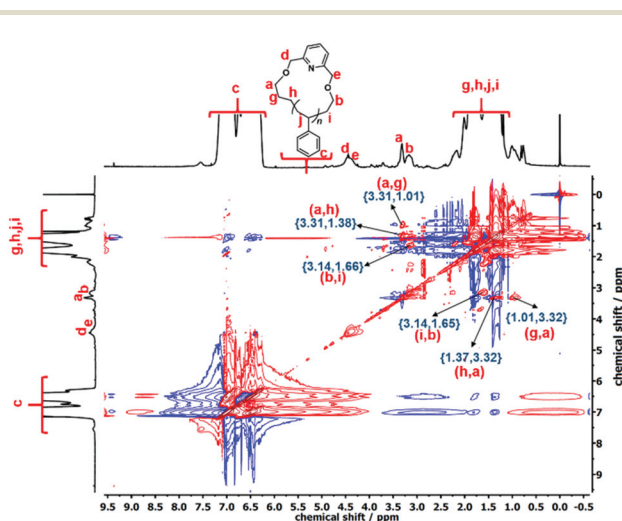 d
N
e
O
O
a
b
g
h
i
j
n
c
c
g,h,j,i
d
e
a
b
(a,g)
(a,h)
{3.31,1.01}
{3.31,1.38}
{3.14,1.66}
(b,i)
{3.14,1.65}
(i,b)
{1.01,3.32}
(g,a)
{1.37,3.32}
(h,a)
g,h,j,i
a b
d e
c
0
1
2
3
4
5
6
7
8
9
chemical shift / ppm
9.5 9.0 8.5 8.0 7.5 7.0 6.5 6.0 5.5 5.0 4.5 4.0 3.5 3.0 2.5 2.0 1.5 1.0 0.5 0.0 -0.5
chemical shift / ppm